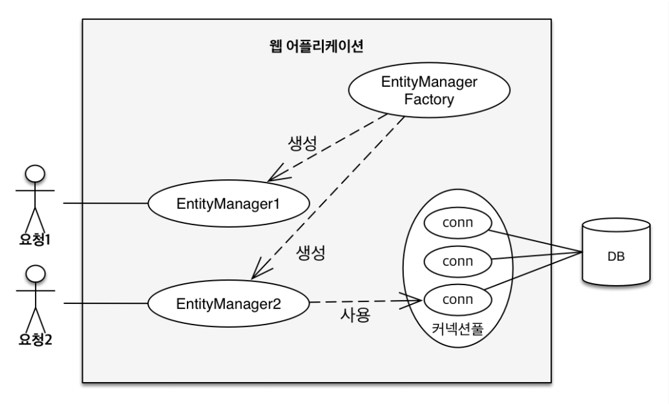 웹 어플리케이션
EntityManager
Factory
생성
EntityManager1
요청1
conn
conn
생성
DB
EntityManager2
conn
사용
커넥션풀
요청2